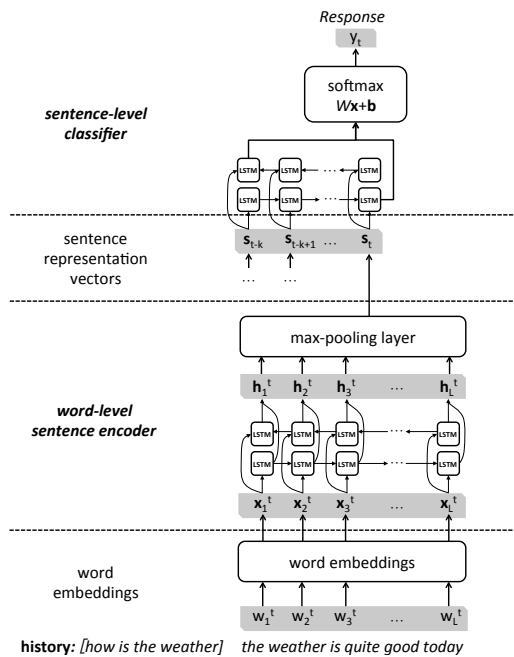 Response
y_t
softmax
Wx+b
sentence-level
classifier
LSTM LSTM ... LSTM
LSTM LSTM ... LSTM
sentence
representation
vectors
s_t-k s_t-k+1 ... s_t
... ...
max-pooling layer
h_1^t h_2^t h_3^t ... h_L^t
word-level
sentence encoder
LSTM LSTM LSTM ... LSTM
LSTM LSTM LSTM ... LSTM
x_1^t x_2^t x_3^t ... x_L^t
word
embeddings
word embeddings
w_1^t w_2^t w_3^t ... w_L^t
history: [how is the weather] the weather is quite good today